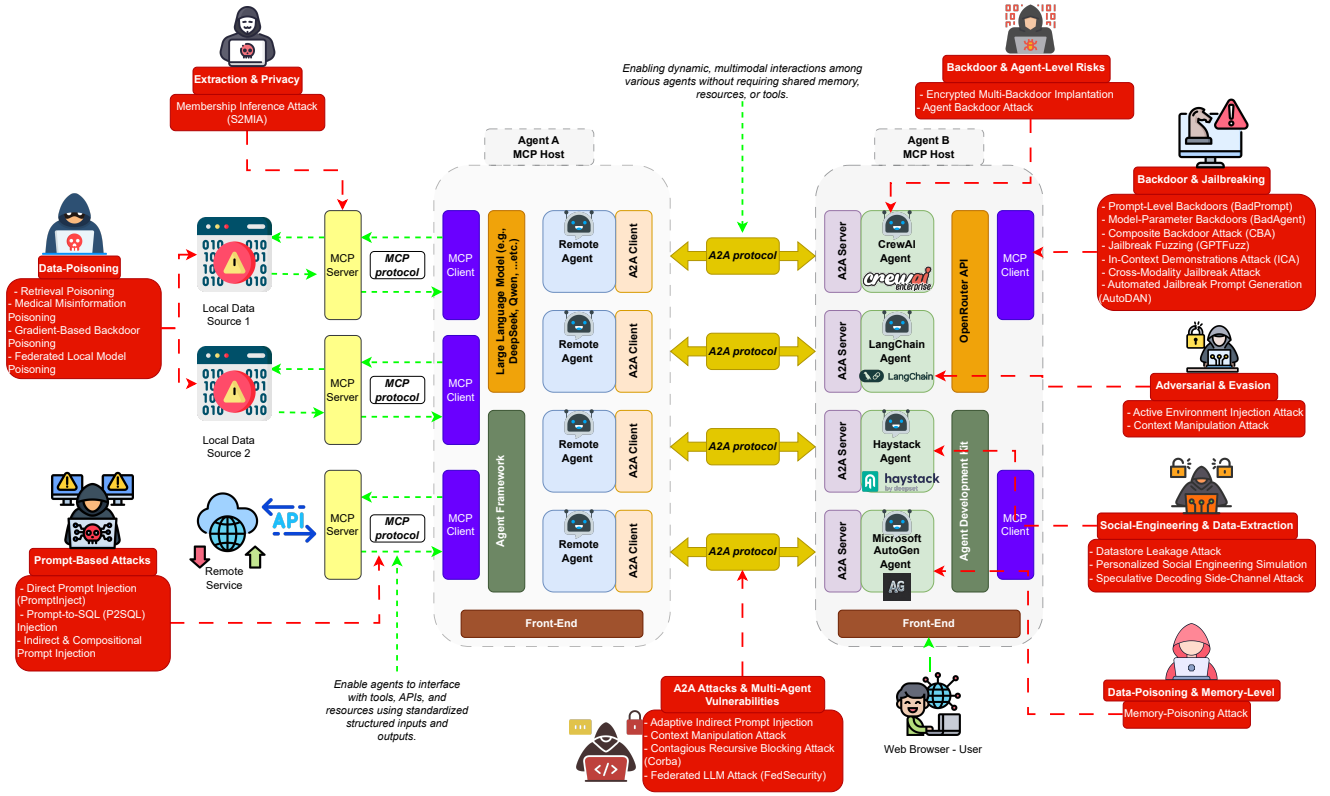 Extraction & Privacy
Membership Inference Attack
(S2MIA)
Enabling dynamic, multimodal interactions among
various agents without requiring shared memory,
resources, or tools.
Backdoor & Agent-Level Risks
- Encrypted Multi-Backdoor Implantation
- Agent Backdoor Attack
Backdoor & Jailbreaking
- Prompt-Level Backdoors (BadPrompt)
- Model-Parameter Backdoors (BadAgent)
- Composite Backdoor Attack (CBA)
- Jailbreak Fuzzing (GPTFuzz)
- In-Context Demonstrations Attack (ICA)
- Cross-Modality Jailbreak Attack
- Automated Jailbreak Prompt Generation
(AutoDAN)
Data-Poisoning
- Retrieval Poisoning
- Medical Misinformation
Poisoning
- Gradient-Based Backdoor
Poisoning
- Federated Local Model
Poisoning
010 010
101 101
010 010
Local Data
Source 1
010 010
101 101
010 010
Local Data
Source 2
API
Remote
Service
MCP
Server
MCP
Server
MCP
Server
MCP
protocol
MCP
protocol
MCP
protocol
Agent A
MCP Host
MCP
Client
MCP
Client
MCP
Client
Large Language Model (e.g.,
DeepSeek, Qwen, ...etc.)
Agent Framework
Remote
Agent
A2A Client
Remote
Agent
A2A Client
Remote
Agent
A2A Client
Remote
Agent
A2A Client
Front-End
A2A protocol
A2A protocol
A2A protocol
A2A protocol
Agent B
MCP Host
A2A Server
CrewAI
Agent
crewai
enterprise
A2A Server
LangChain
Agent
LangChain
A2A Server
Haystack
Agent
haystack
by deepset
A2A Server
Microsoft
AutoGen
Agent
AG
OpenRouter API
Agent Development Kit
MCP
Client
MCP
Client
Front-End
Adversarial & Evasion
- Active Environment Injection Attack
- Context Manipulation Attack
Social-Engineering & Data-Extraction
- Datastore Leakage Attack
- Personalized Social Engineering Simulation
- Speculative Decoding Side-Channel Attack
Data-Poisoning & Memory-Level
Memory-Poisoning Attack
Prompt-Based Attacks
- Direct Prompt Injection
(PromptInject)
- Prompt-to-SQL (P2SQL)
Injection
- Indirect & Compositional
Prompt Injection
Enable agents to interface
with tools, APIs, and
resources using standardized
structured inputs and
outputs.
A2A Attacks & Multi-Agent
Vulnerabilities
- Adaptive Indirect Prompt Injection
- Context Manipulation Attack
- Contagious Recursive Blocking Attack
(Corba)
- Federated LLM Attack (FedSecurity)
</>
Web Browser - User